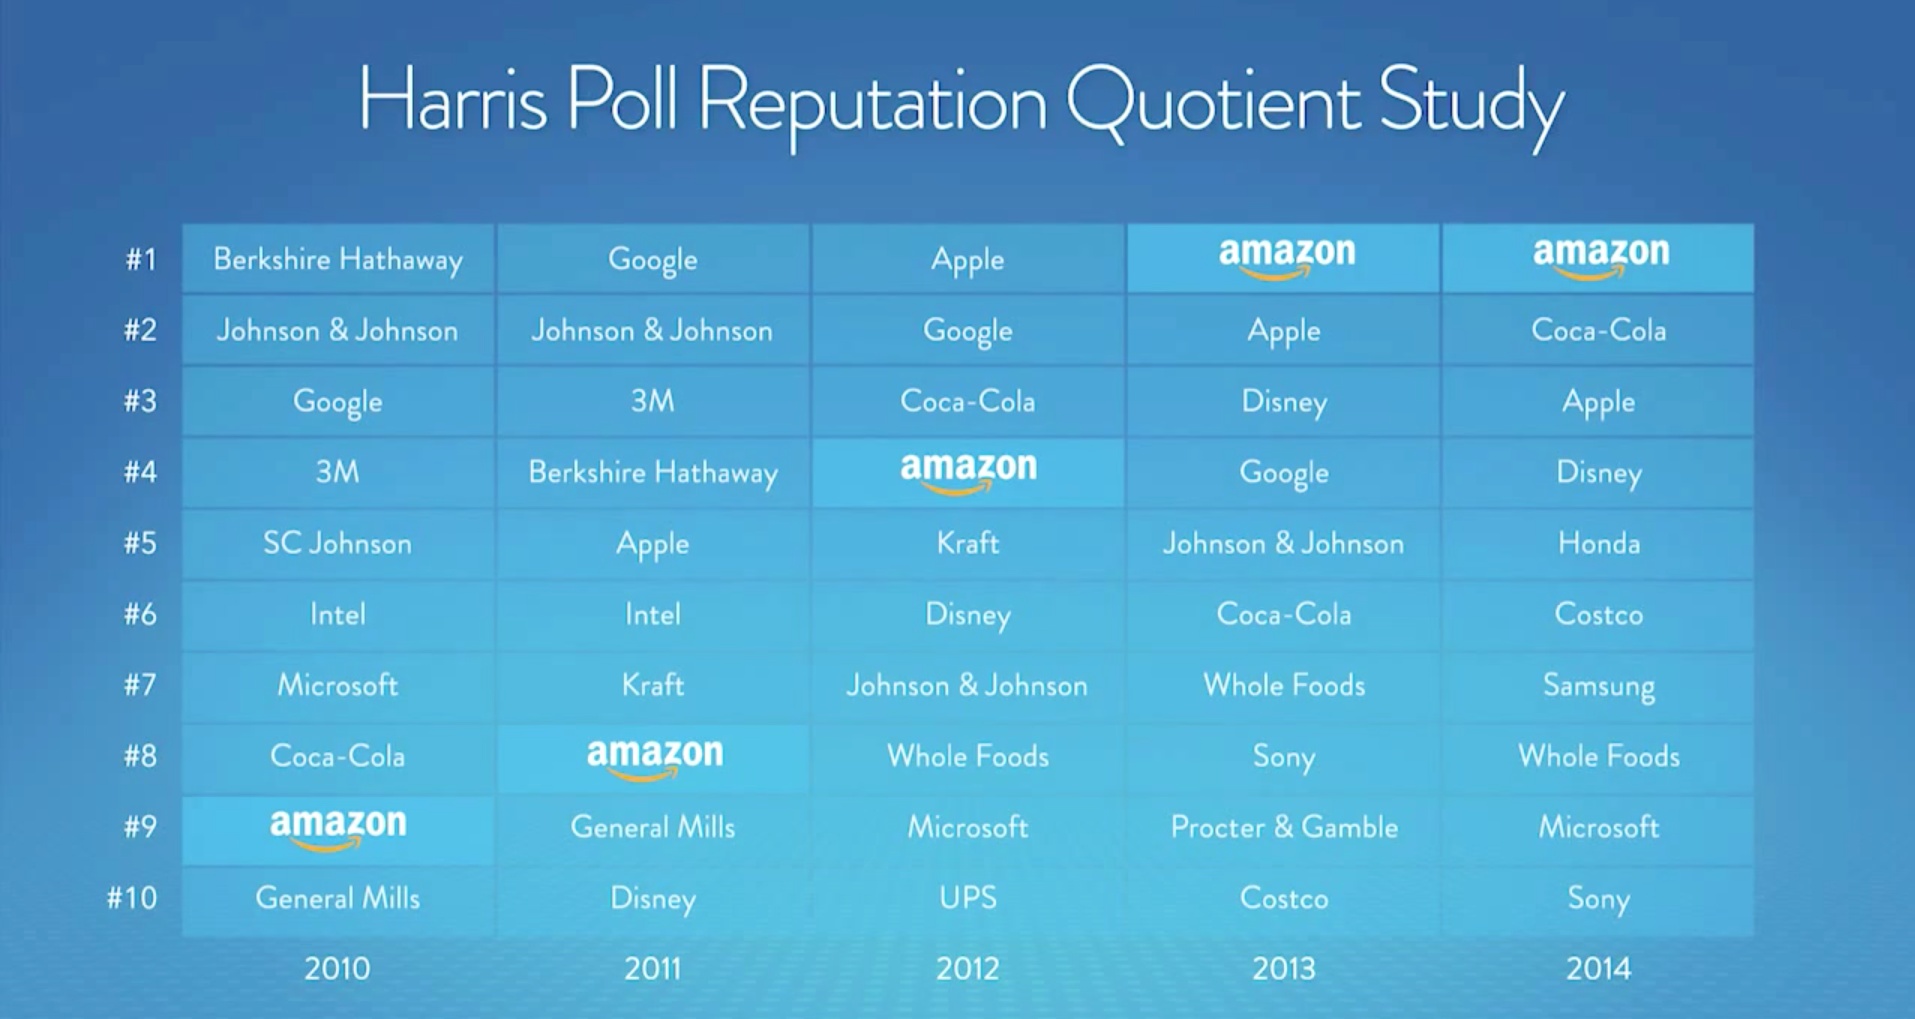 Harris Poll Reputation Quotient Study
#1 Berkshire Hathaway Google Apple amazon amazon
#2 Johnson & Johnson Johnson & Johnson Google Apple Coca-Cola
#3 Google 3M Coca-Cola Disney Apple
#4 3M Berkshire Hathaway amazon Google Disney
#5 SC Johnson Apple Kraft Johnson & Johnson Honda
#6 Intel Intel Disney Coca-Cola Costco
#7 Microsoft Kraft Johnson & Johnson Whole Foods Samsung
#8 Coca-Cola amazon Whole Foods Sony Whole Foods
#9 amazon General Mills Microsoft Procter & Gamble Microsoft
#10 General Mills Disney UPS Costco Sony
2010 2011 2012 2013 2014